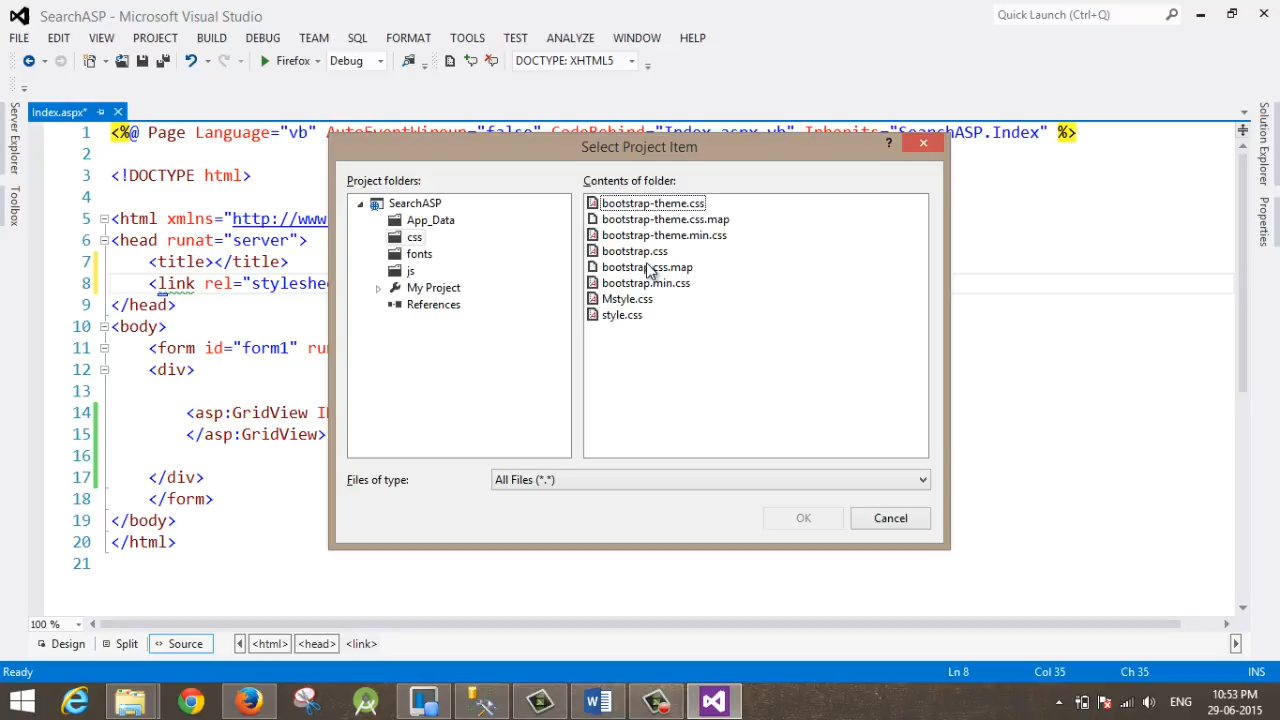 SearchASP - Microsoft Visual Studio
Quick Launch (Ctrl+Q)
FILE EDIT VIEW PROJECT BUILD DEBUG TEAM SQL FORMAT TOOLS TEST ANALYZE WINDOW HELP
Firefox Debug DOCTYPE: XHTML5
Index.aspx*
Server Explorer
Toolbox
Solution Explorer
Properties
1 <%@ Page Language="vb" AutoEventWireup="false" CodeBehind="Index.aspx.vb" Inherits="SearchASP.Index" %>
2
3 <!DOCTYPE html>
4
5 <html xmlns="http://www
6 <head runat="server">
7 <title></title>
8 <link rel="styleshe
9 </head>
10 <body>
11 <form id="form1" ru
12 <div>
13
14 <asp:GridView I
15 </asp:GridView>
16
17 </div>
18 </form>
19 </body>
20 </html>
21
Select Project Item
?
Project folders:
SearchASP
App_Data
css
fonts
js
My Project
References
Contents of folder:
bootstrap-theme.css
bootstrap-theme.css.map
bootstrap-theme.min.css
bootstrap.css
bootstrap.css.map
bootstrap.min.css
Mstyle.css
style.css
Files of type: All Files (*.*)
OK Cancel
100 %
Design Split Source <html> <head> <link>
Ready Ln 8 Col 35 Ch 35 INS
ENG
10:53 PM
29-06-2015